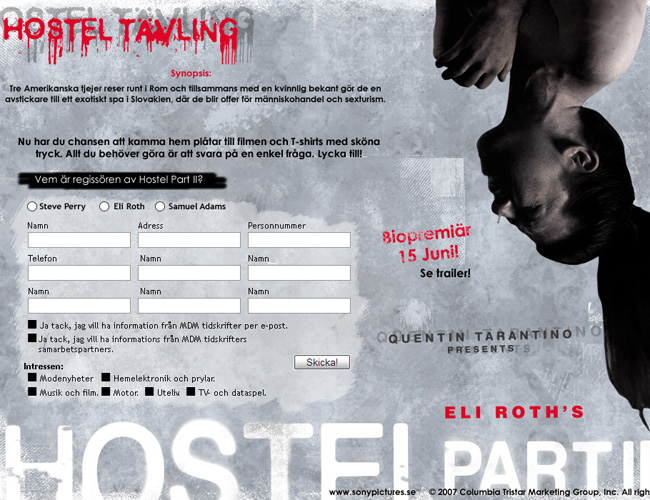 HOSTEL TÄVLING
Synopsis:
Tre Amerikanska tjejer reser runt i Rom och tillsammans med en kvinnlig bekant gör de en
avstickare till ett exotiskt spa i Slovakien, där de blir offer för människohandel och sexturism.
Nu har du chansen att kamma hem plåtar till filmen och T-shirts med sköna
tryck. Allt du behöver göra är att svara på en enkel fråga. Lycka till!
Vem är regissören av Hostel Part II?
Steve Perry Eli Roth Samuel Adams
Namn Adress Personnummer
Telefon Namn Namn
Namn Namn Namn
Ja tack, jag vill ha information från MDM tidskrifter per e-post.
Ja tack, jag vill ha informations från MDM tidskrifters
samarbetspartners.
Skicka!
Intressen:
Modenyheter Hemelektronik och prylar.
Musik och film. Motor. Uteliv. TV- och dataspel.
Biopremiär
15 Juni!
Se trailer!
QUENTIN TARANTINO
PRESENTS
ELI ROTH'S
HOSTEL PART II
www.sonypictures.se © 2007 Columbia Tristar Marketing Group, Inc. All righ